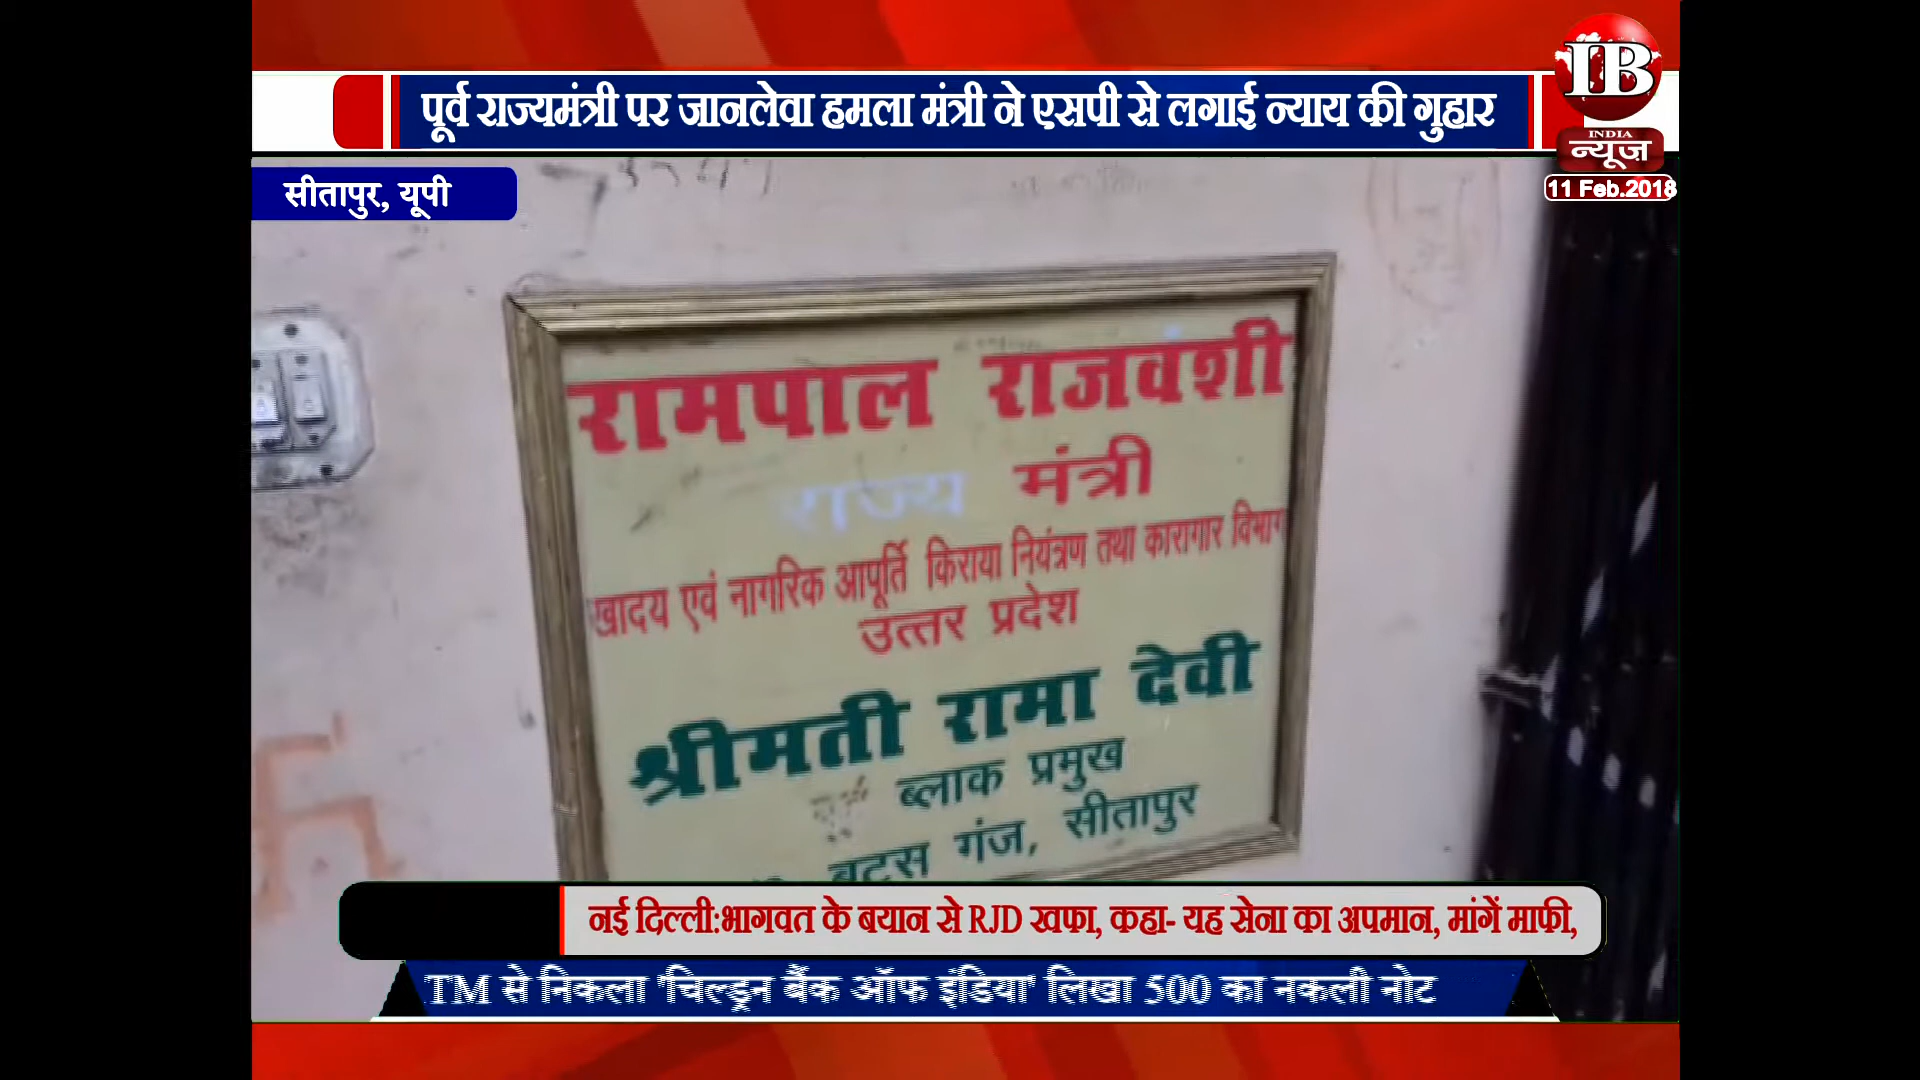 पूर्व राज्यमंत्री पर जानलेवा हमला मंत्री ने एसपी से लगाई न्याय की गुहार
IB
INDIA
न्यूज़
11 Feb.2018
सीतापुर, यूपी
रामपाल राजवंशी
राज्य मंत्री
खादय एवं नागरिक आपूर्ति किराया नियंत्रण तथा कारागार विभाग
उत्तर प्रदेश
श्रीमती रामा देवी
ब्लाक प्रमुख
बटस गंज, सीतापुर
नई दिल्ली:भागवत के बयान से RJD खफा, कहा- यह सेना का अपमान, मांगें माफी,
TM से निकला 'चिल्ड्रन बैंक ऑफ इंडिया' लिखा 500 का नकली नोट